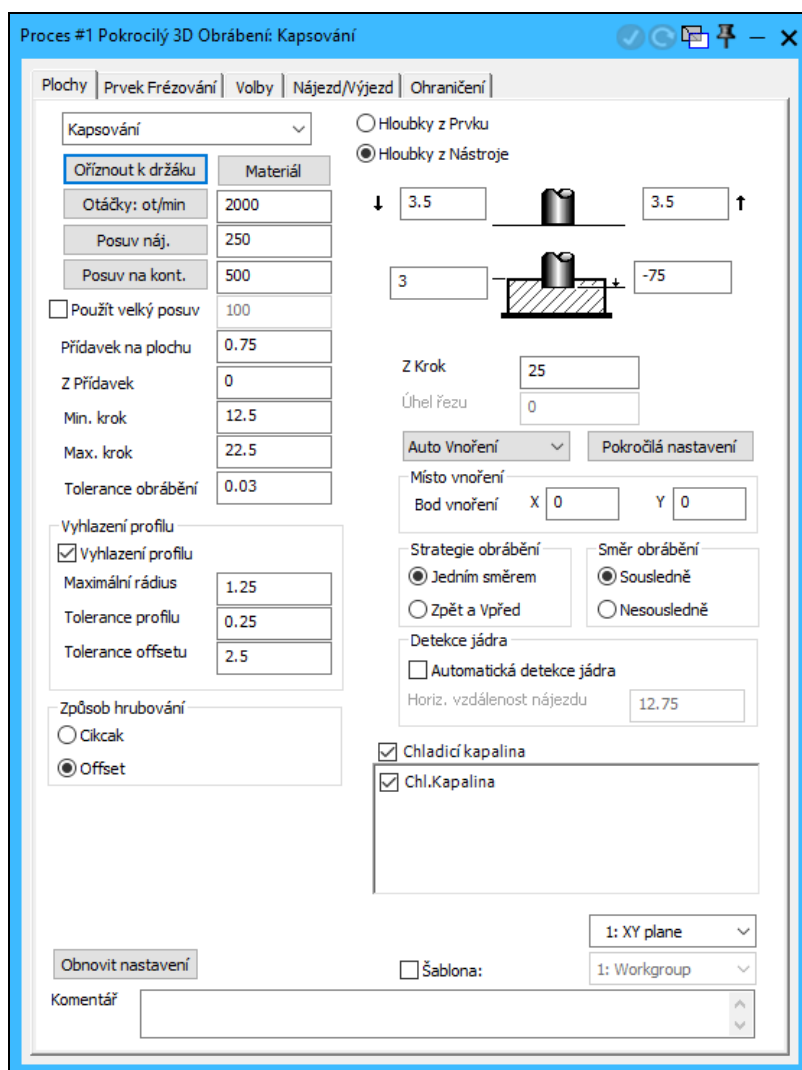 Proces #1 Pokrocilý 3D Obrábení: Kapsování
Plochy Prvek Frézování Volby Nájezd/Výjezd Ohraničení
Kapsování
Oříznout k držáku Materiál
Otáčky: ot/min 2000
Posuv náj. 250
Posuv na kont. 500
Použít velký posuv 100
Přídavek na plochu 0.75
Z Přídavek 0
Min. krok 12.5
Max. krok 22.5
Tolerance obrábění 0.03
Vyhlazení profilu
Vyhlazení profilu
Maximální rádius 1.25
Tolerance profilu 0.25
Tolerance offsetu 2.5
Způsob hrubování
Cikcak
Offset
Hloubky z Prvku
Hloubky z Nástroje
3.5 3.5
3 -75
Z Krok 25
Úhel řezu 0
Auto Vnoření Pokročilá nastavení
Místo vnoření
Bod vnoření X 0 Y 0
Strategie obrábění
Jedním směrem
Zpět a Vpřed
Směr obrábění
Sousledně
Nesousledně
Detekce jádra
Automatická detekce jádra
Horiz. vzdálenost nájezdu 12.75
Chladicí kapalina
Chl.Kapalina
1: XY plane
Obnovit nastavení
Šablona: 1: Workgroup
Komentář